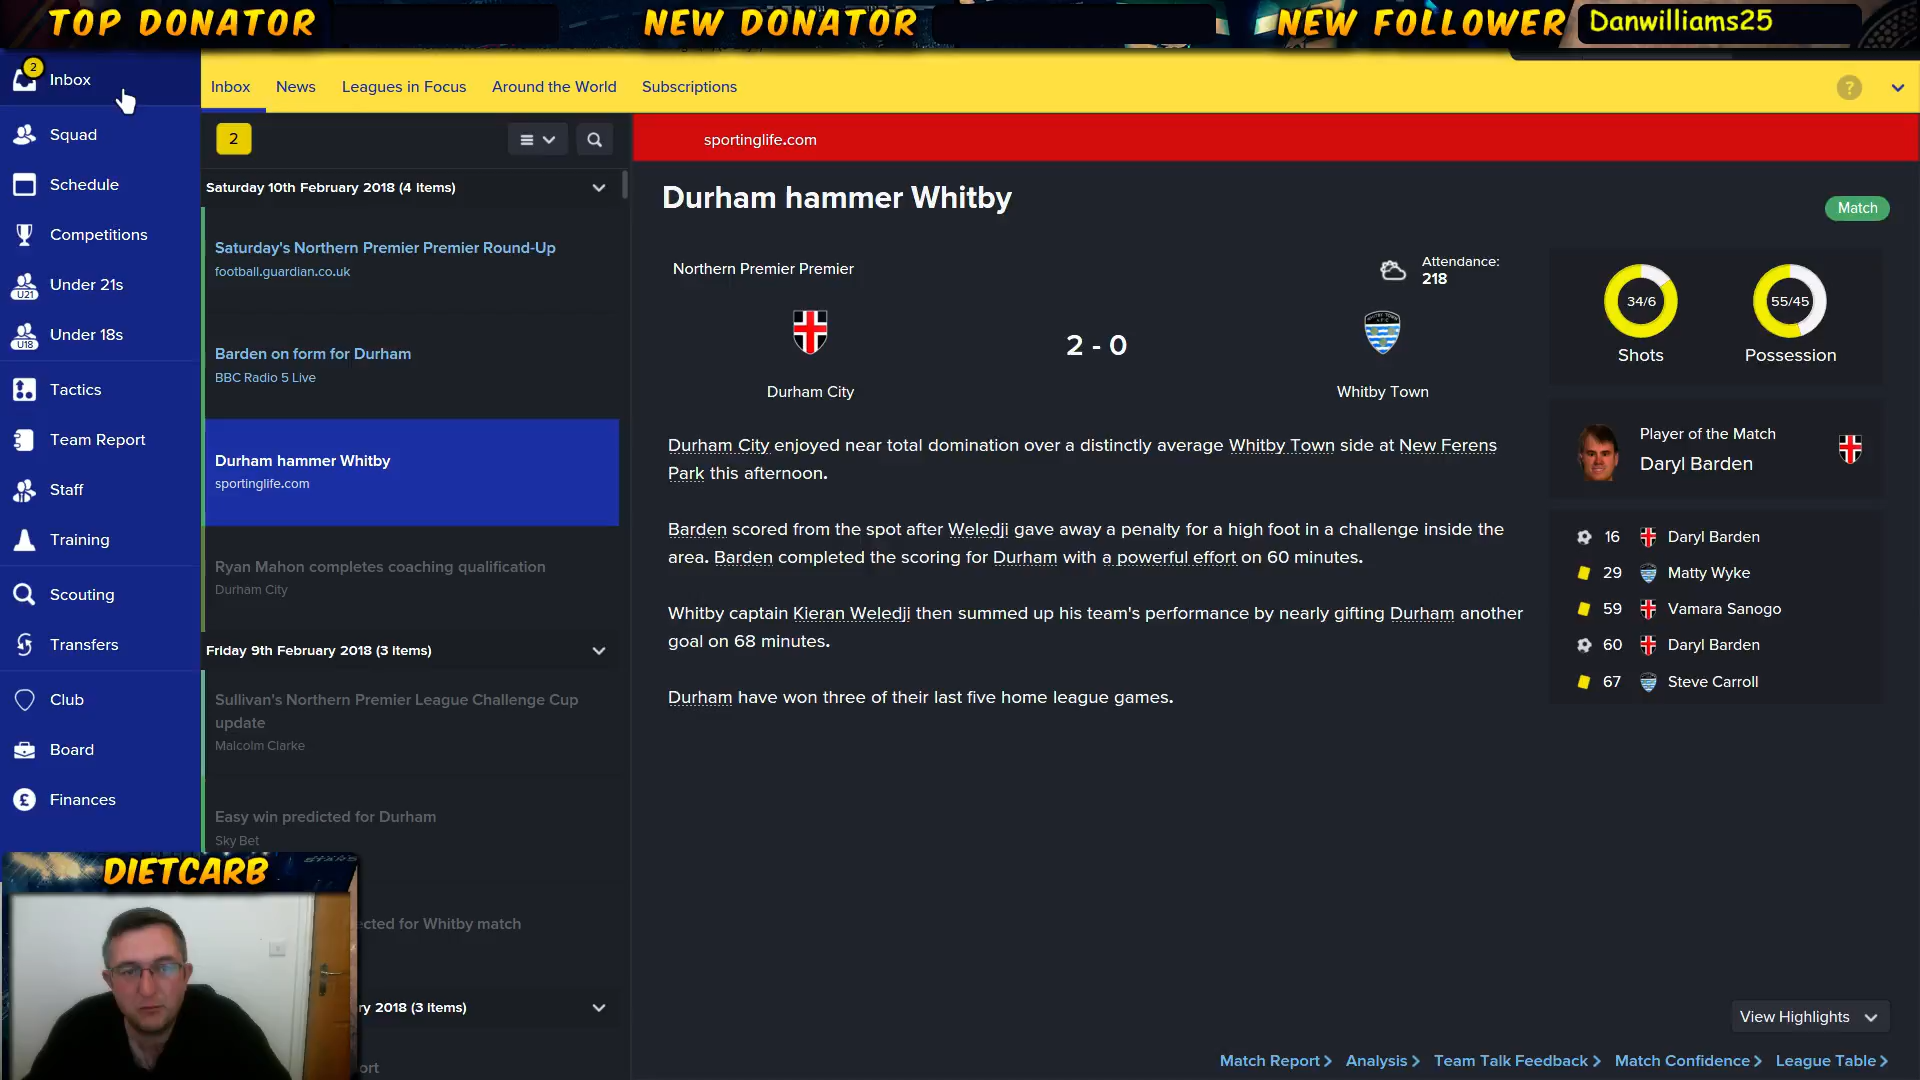 TOP DONATOR
NEW DONATOR
NEW FOLLOWER
Danwilliams25
2
Inbox
Squad
Schedule
Competitions
U21
Under 21s
U18
Under 18s
Tactics
Team Report
Staff
Training
Scouting
Transfers
Club
Board
£
Finances
Inbox
News
Leagues in Focus
Around the World
Subscriptions
?
2
Saturday 10th February 2018 (4 Items)
Saturday's Northern Premier Premier Round-Up
football.guardian.co.uk
Barden on form for Durham
BBC Radio 5 Live
Durham hammer Whitby
sportinglife.com
Ryan Mahon completes coaching qualification
Durham City
Friday 9th February 2018 (3 Items)
Sullivan's Northern Premier League Challenge Cup
update
Malcolm Clarke
Easy win predicted for Durham
Sky Bet
ected for Whitby match
ry 2018 (3 Items)
ort
DIETCARB
sportinglife.com
Durham hammer Whitby
Match
Northern Premier Premier
Attendance:
218
2 - 0
Durham City
Whitby Town
Durham City enjoyed near total domination over a distinctly average Whitby Town side at New Ferens
Park this afternoon.
Barden scored from the spot after Weledji gave away a penalty for a high foot in a challenge inside the
area. Barden completed the scoring for Durham with a powerful effort on 60 minutes.
Whitby captain Kieran Weledji then summed up his team's performance by nearly gifting Durham another
goal on 68 minutes.
Durham have won three of their last five home league games.
34/6
Shots
55/45
Possession
Player of the Match
Daryl Barden
16 Daryl Barden
29 Matty Wyke
59 Vamara Sanogo
60 Daryl Barden
67 Steve Carroll
View Highlights
Match Report
Analysis
Team Talk Feedback
Match Confidence
League Table